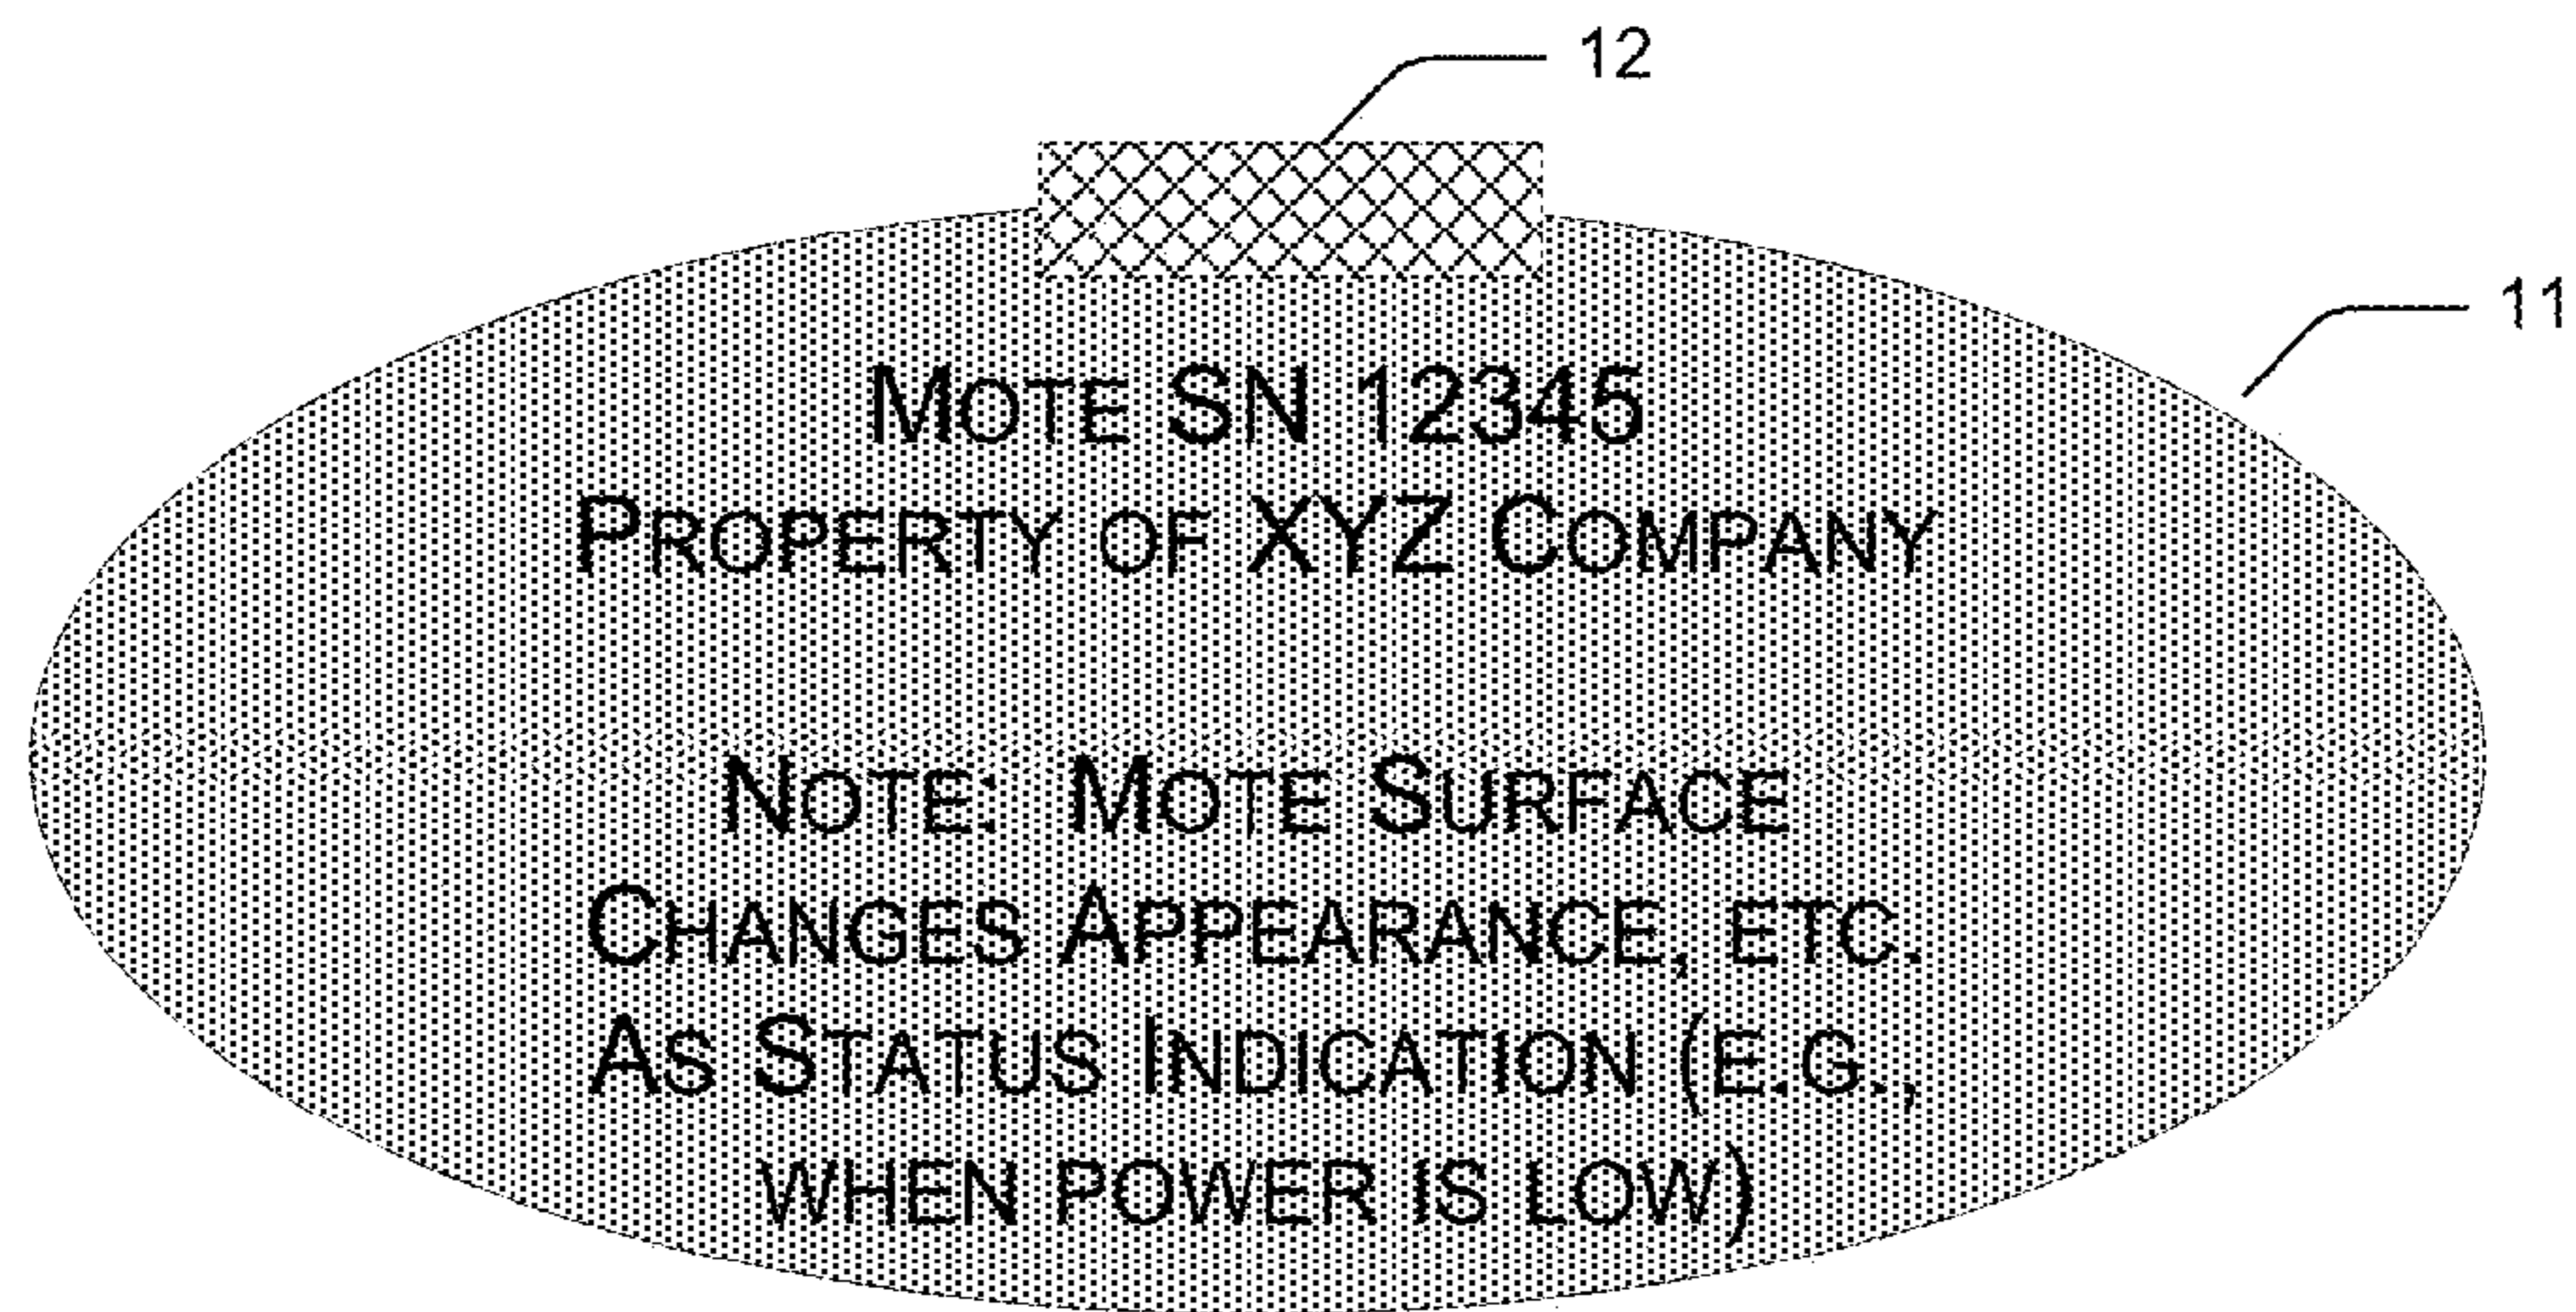 12
11
MOTE SN 12345
PROPERTY OF XYZ COMPANY
NOTE: MOTE SURFACE
CHANGES APPEARANCE, ETC.
AS STATUS INDICATION (E.G.,
WHEN POWER IS LOW)